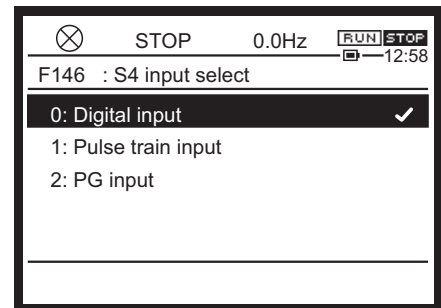 STOP 0.0Hz RUN STOP
12:58
F146 : S4 input select
0: Digital input
1: Pulse train input
2: PG input